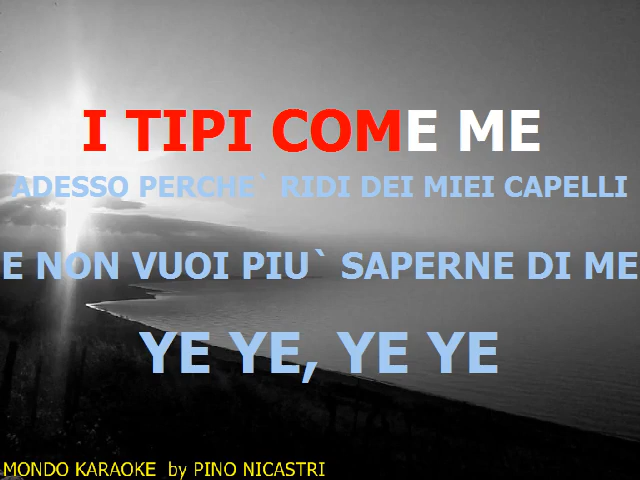 I TIPI COME ME
ADESSO PERCHE` RIDI DEI MIEI CAPELLI
E NON VUOI PIU` SAPERNE DI ME
YE YE, YE YE
MONDO KARAOKE by PINO NICASTRI